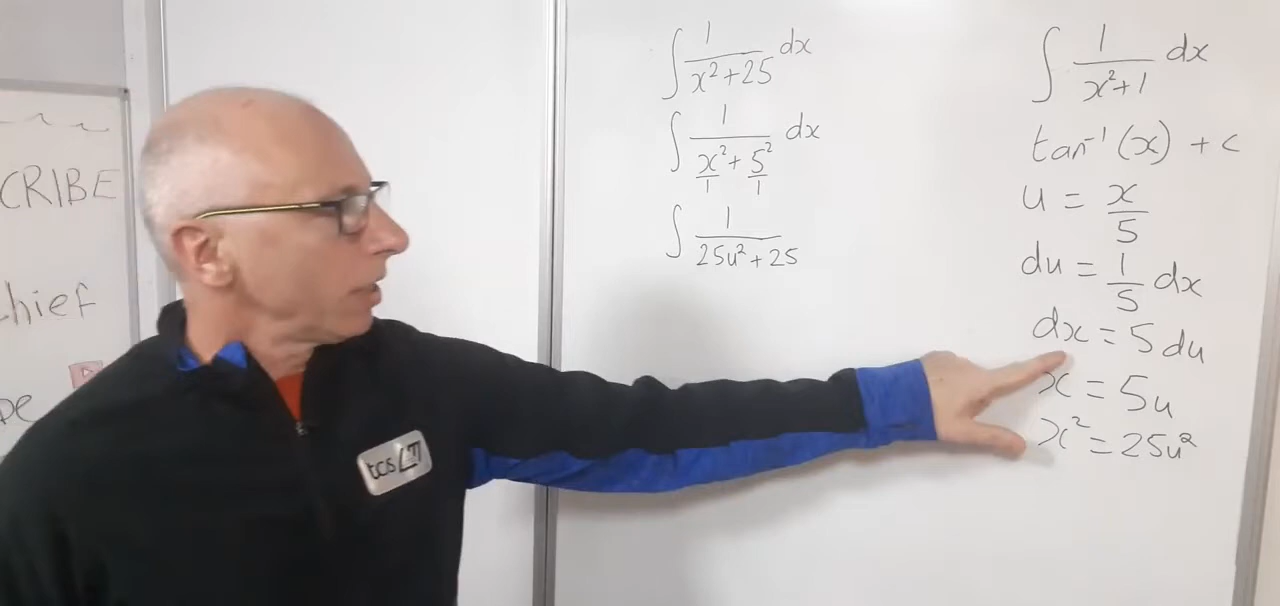 CRIBE
hief
pe
tcs
∫ 1/(x²+25) dx
∫ 1/(x²/1 + 5²/1) dx
∫ 1/(25u²+25)
∫ 1/(x²+1) dx
tan⁻¹(x) + c
u = x/5
du = 1/5 dx
dx = 5 du
x = 5u
x² = 25u²